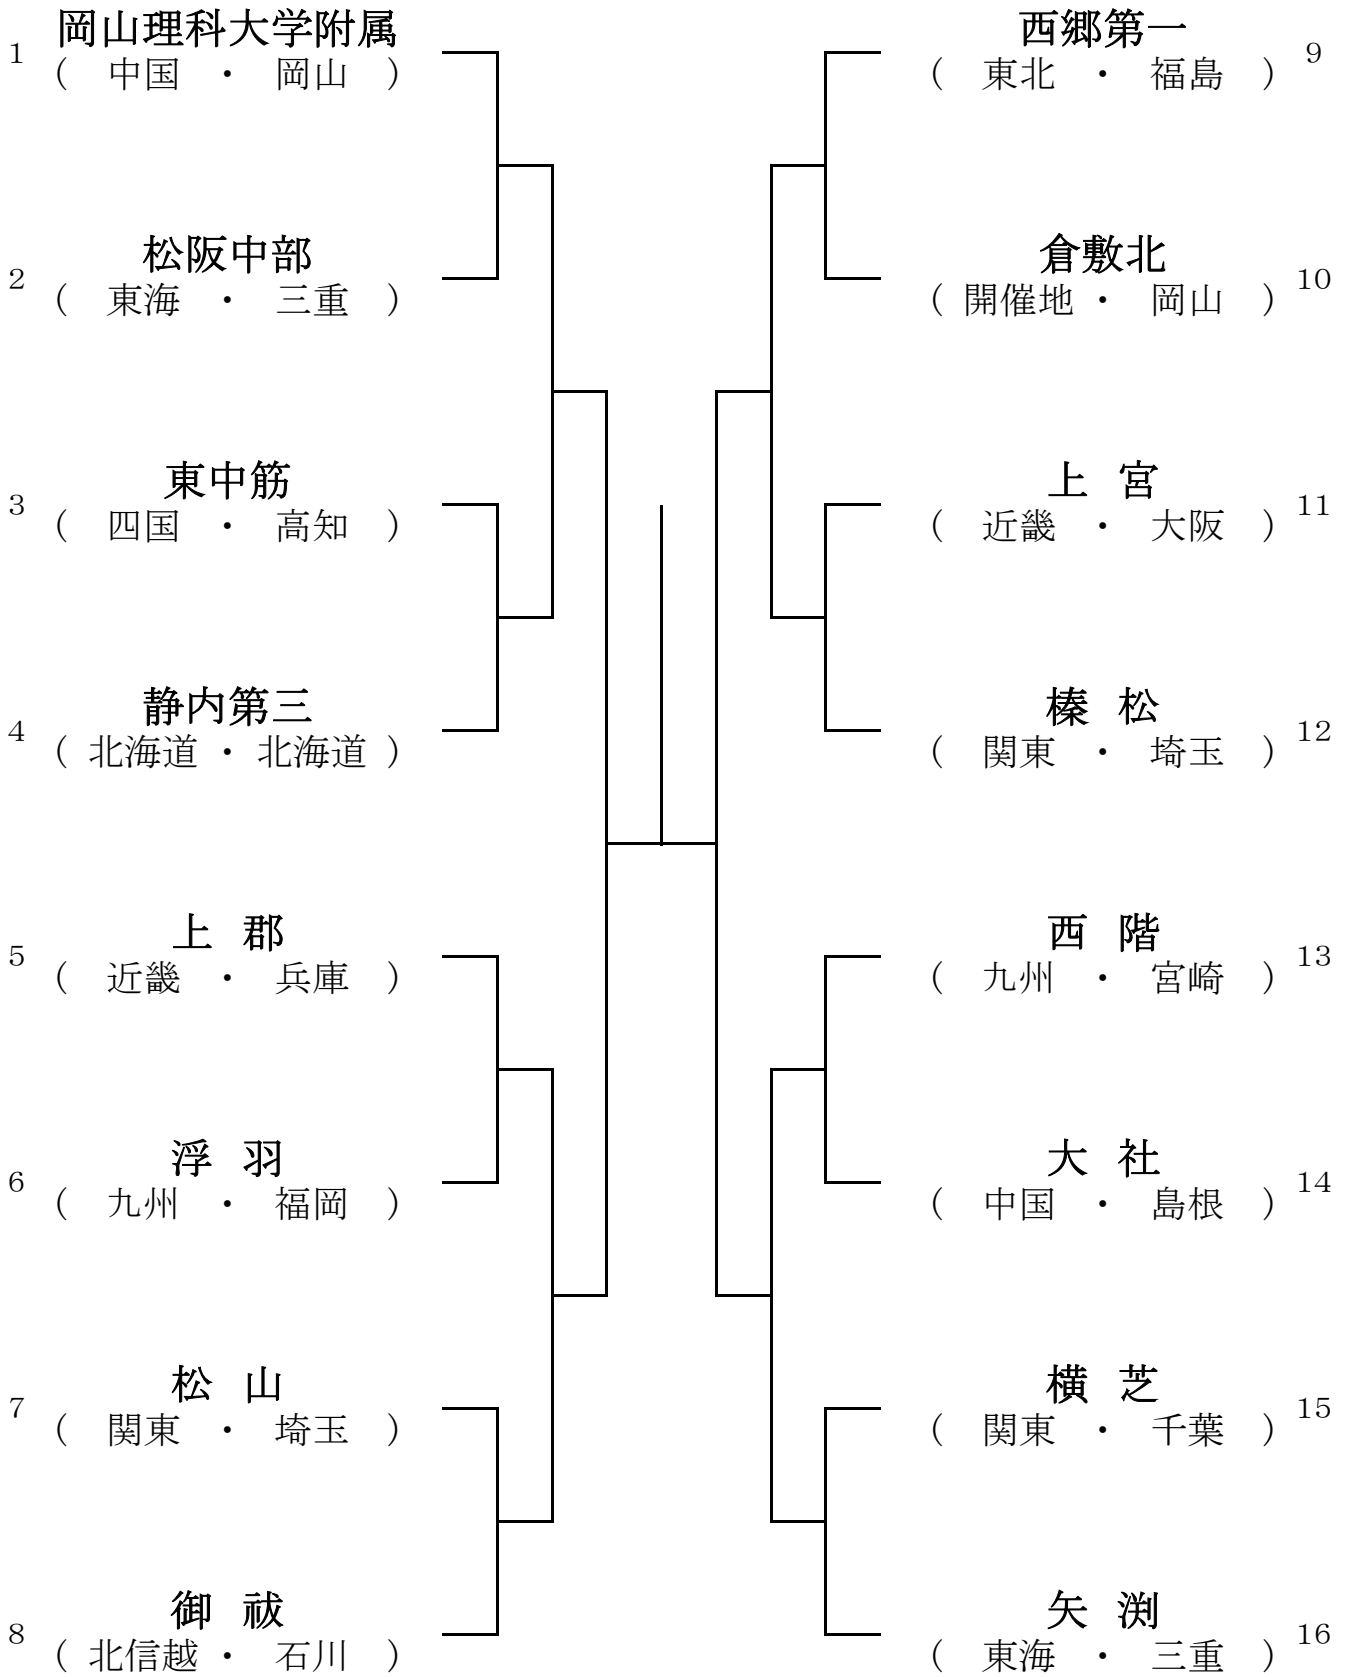 岡山理科大学附属
1
( 中国 ・ 岡山 )
松阪中部
2
( 東海 ・ 三重 )
東中筋
3
( 四国 ・ 高知 )
静内第三
4
( 北海道 ・ 北海道 )
上 郡
5
( 近畿 ・ 兵庫 )
浮 羽
6
( 九州 ・ 福岡 )
松 山
7
( 関東 ・ 埼玉 )
御 祓
8
( 北信越 ・ 石川 )
西郷第一
9
( 東北 ・ 福島 )
倉敷北
10
( 開催地 ・ 岡山 )
上 宮
11
( 近畿 ・ 大阪 )
榛 松
12
( 関東 ・ 埼玉 )
西 階
13
( 九州 ・ 宮崎 )
大 社
14
( 中国 ・ 島根 )
横 芝
15
( 関東 ・ 千葉 )
矢 渕
16
( 東海 ・ 三重 )